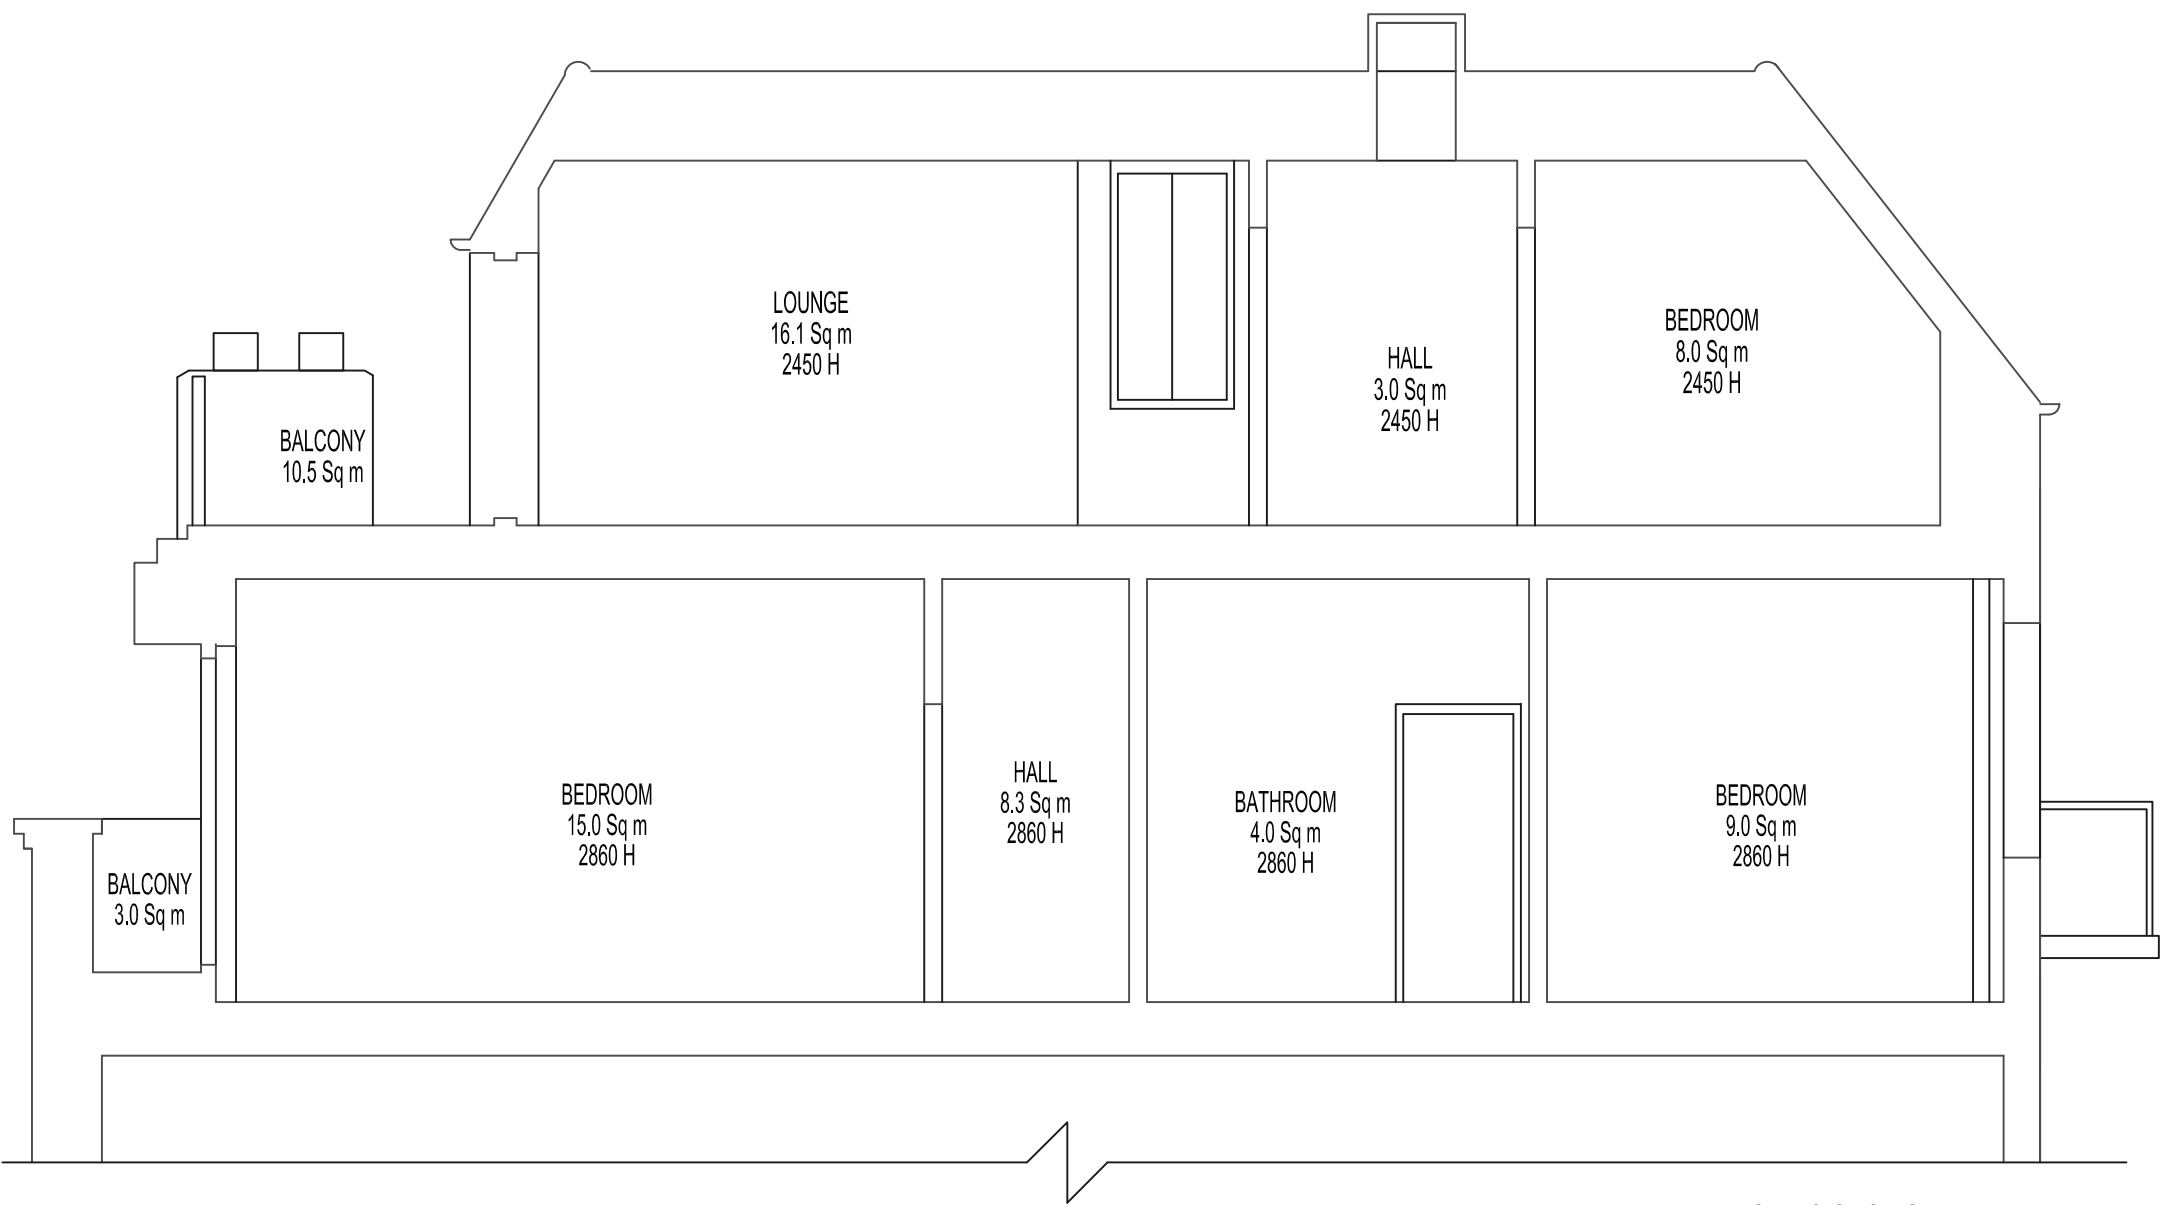 LOUNGE
16.1 Sq m
2450 H
HALL
3.0 Sq m
2450 H
BEDROOM
8.0 Sq m
2450 H
BALCONY
10.5 Sq m
BEDROOM
15.0 Sq m
2860 H
HALL
8.3 Sq m
2860 H
BATHROOM
4.0 Sq m
2860 H
BEDROOM
9.0 Sq m
2860 H
BALCONY
3.0 Sq m